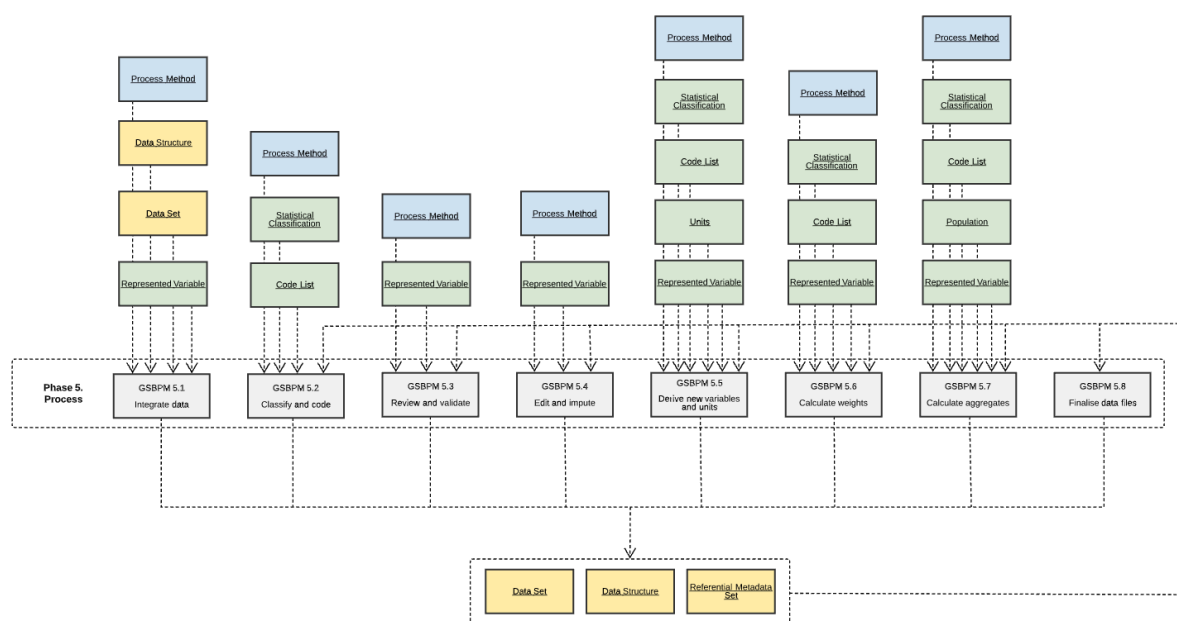 Process Method
Process Method
Process Method
Process Method
Data Structure
Statistical
Classification
Statistical
Classification
Process Method
Code List
Statistical
Classification
Code List
Data Set
Statistical
Classification
Process Method
Process Method
Units
Code List
Population
Represented Variable
Code List
Represented Variable
Represented Variable
Represented Variable
Represented Variable
Represented Variable
Phase 5.
Process
GSBPM 5.1
Integrate data
GSBPM 5.2
Classify and code
GSBPM 5.3
Review and validate
GSBPM 5.4
Edit and impute
GSBPM 5.5
Derive new variables
and units
GSBPM 5.6
Calculate weights
GSBPM 5.7
Calculate aggregates
GSBPM 5.8
Finalise data files
Data Set
Data Structure
Referential Metadata
Set